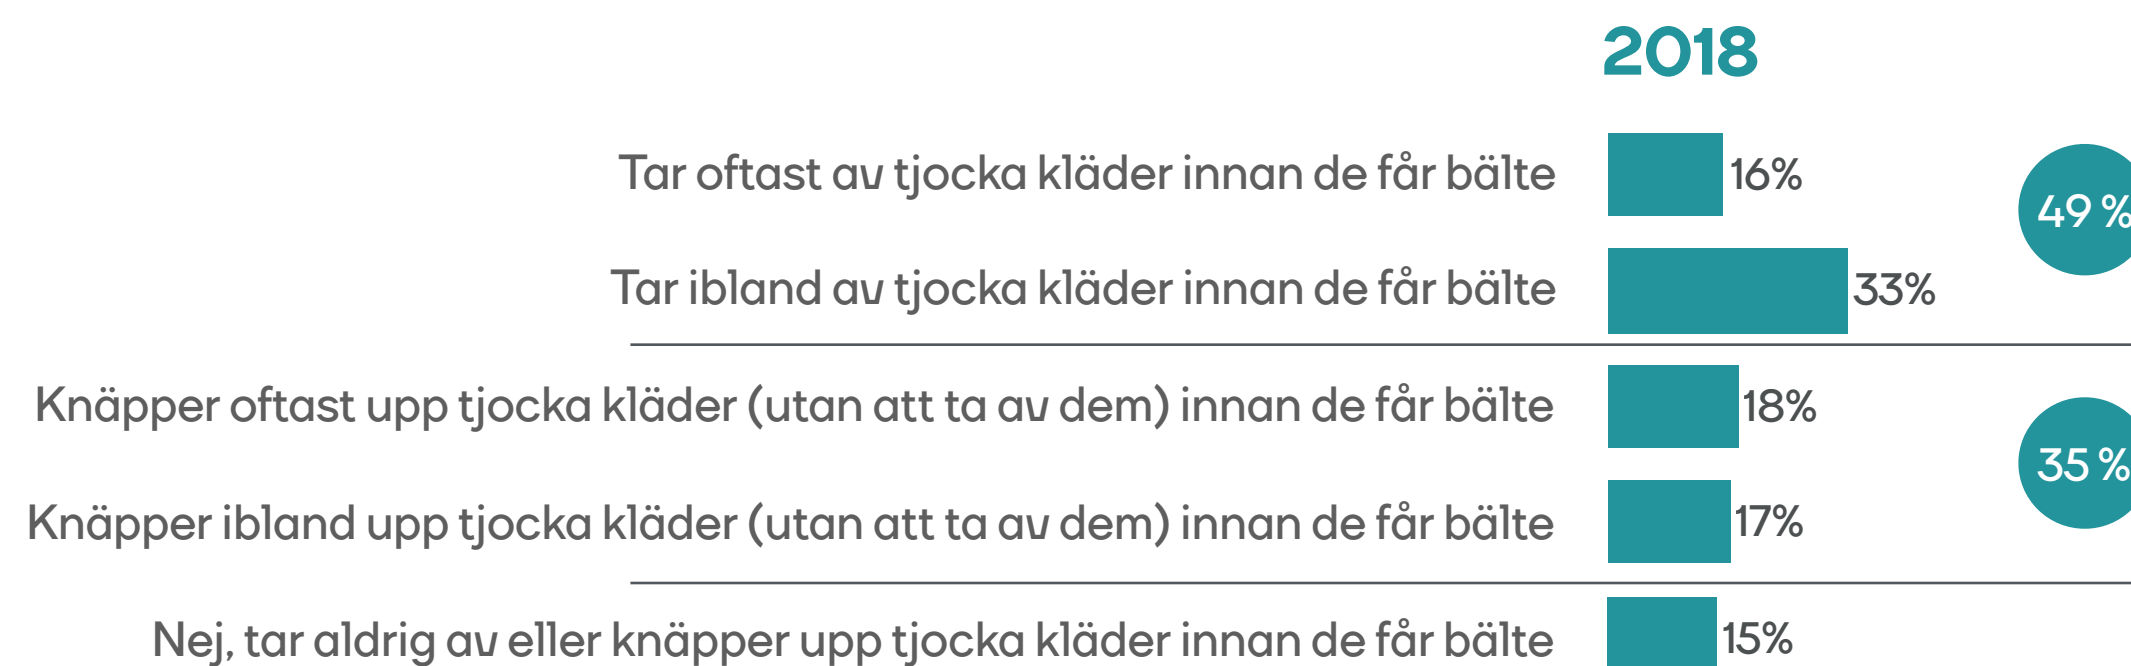 2018
Tar oftast av tjocka kläder innan de får bälte 16%
49 %
Tar ibland av tjocka kläder innan de får bälte 33%
Knäpper oftast upp tjocka kläder (utan att ta av dem) innan de får bälte 18%
35 %
Knäpper ibland upp tjocka kläder (utan att ta av dem) innan de får bälte 17%
Nej, tar aldrig av eller knäpper upp tjocka kläder innan de får bälte 15%